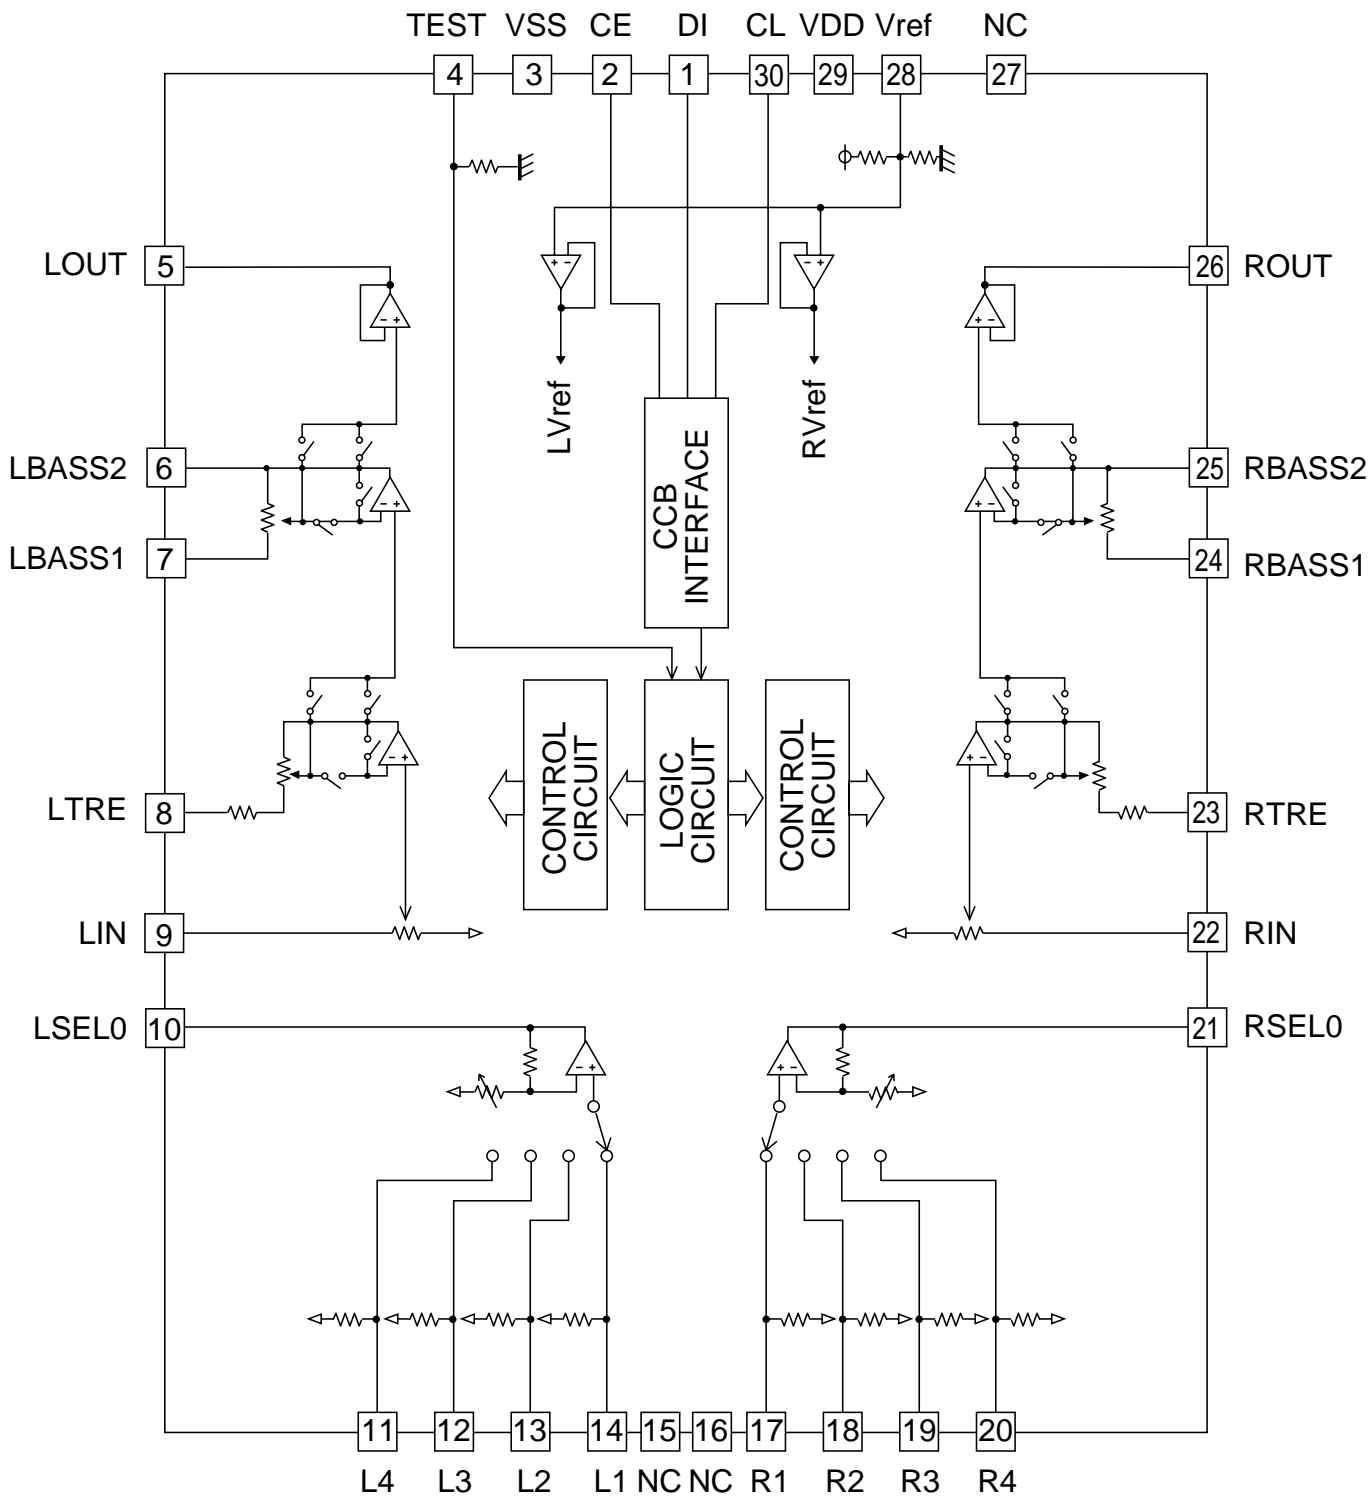 TEST VSS CE DI CL VDD Vref NC
4 3 2 1 30 29 28 27
LOUT 5
26 ROUT
LVref
RVref
LBASS2 6
25 RBASS2
LBASS1 7
24 RBASS1
CCB
INTERFACE
CONTROL
CIRCUIT
LOGIC
CIRCUIT
CONTROL
CIRCUIT
LTRE 8
23 RTRE
LIN 9
22 RIN
LSEL0 10
21 RSEL0
+ -
- +
- +
+ -
- +
+ -
- +
+ -
- +
+ -
11 12 13 14 15 16 17 18 19 20
L4 L3 L2 L1 NC NC R1 R2 R3 R4